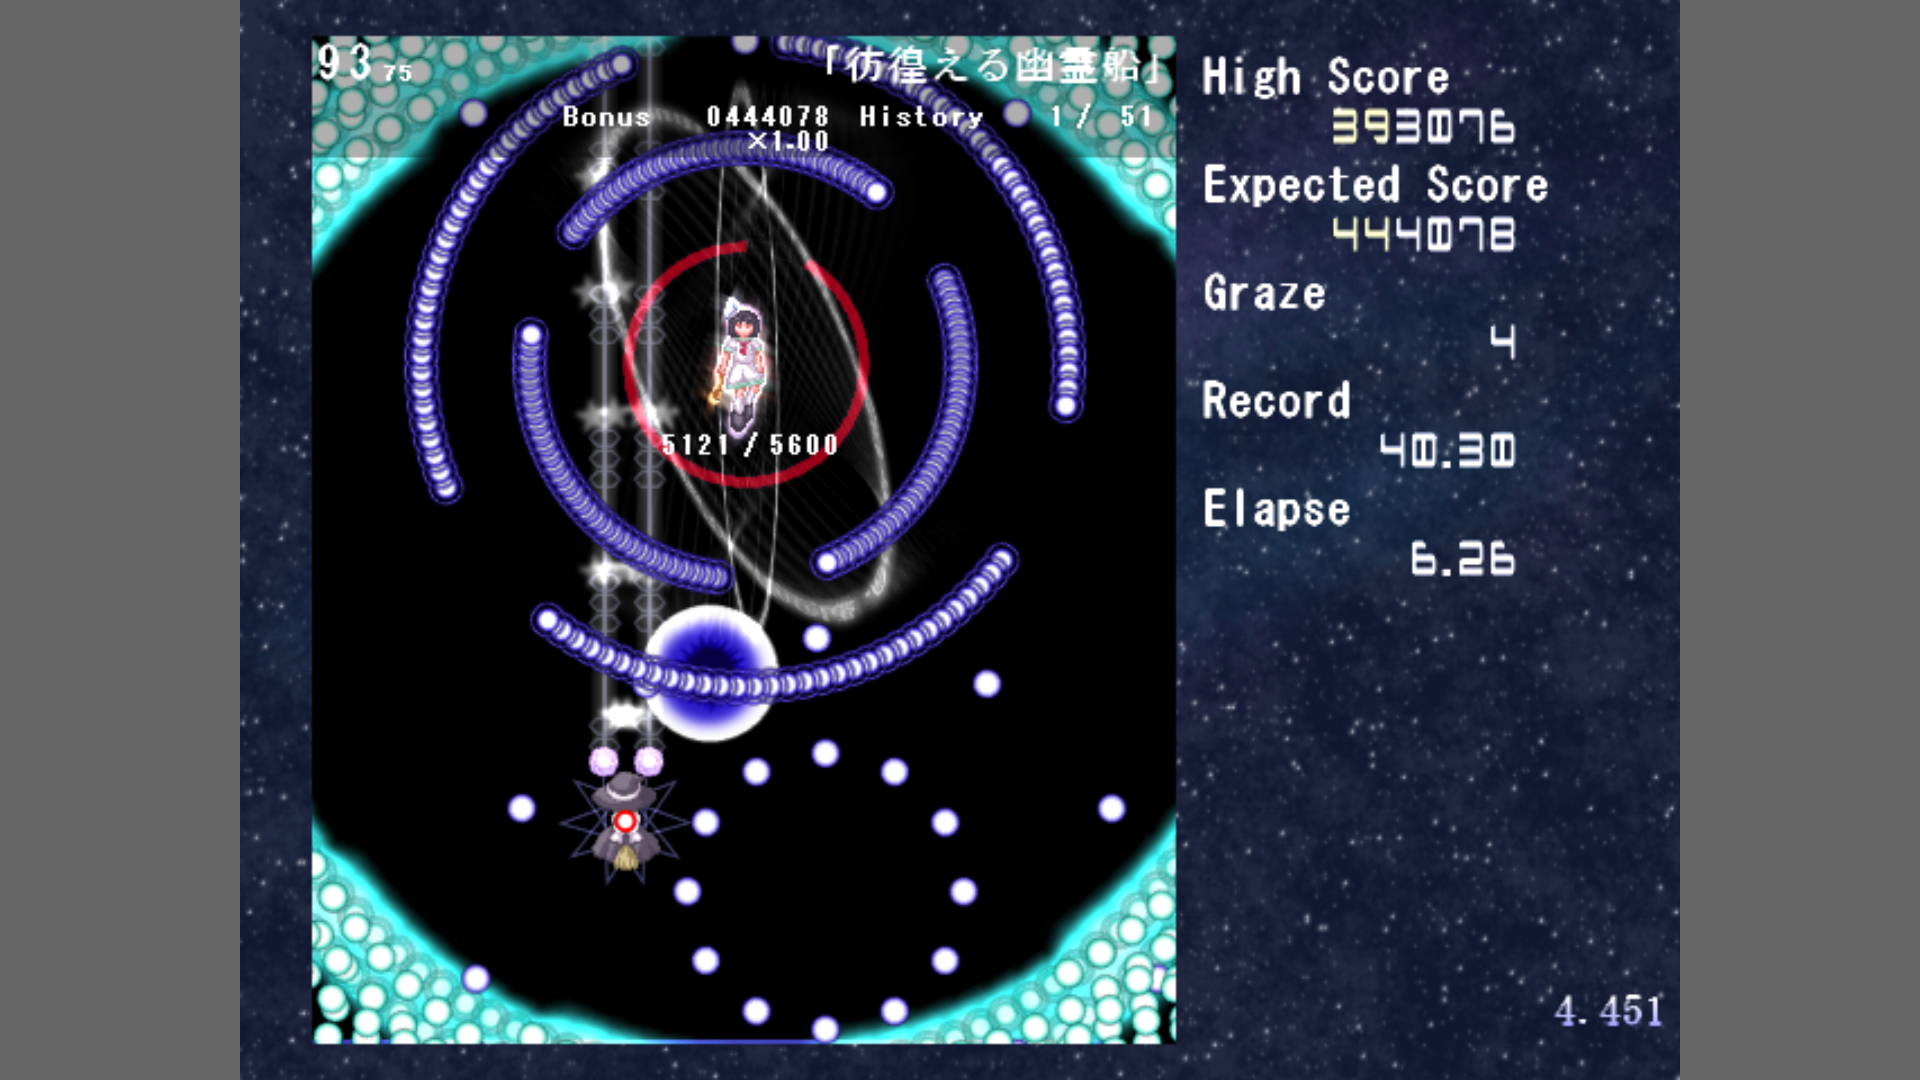 93 75
「彷徨える幽霊船」
Bonus 0444078 History 1 / 51
×1.00
5121 / 5600
High Score
393076
Expected Score
444078
Graze
4
Record
40.30
Elapse
6.26
4.451